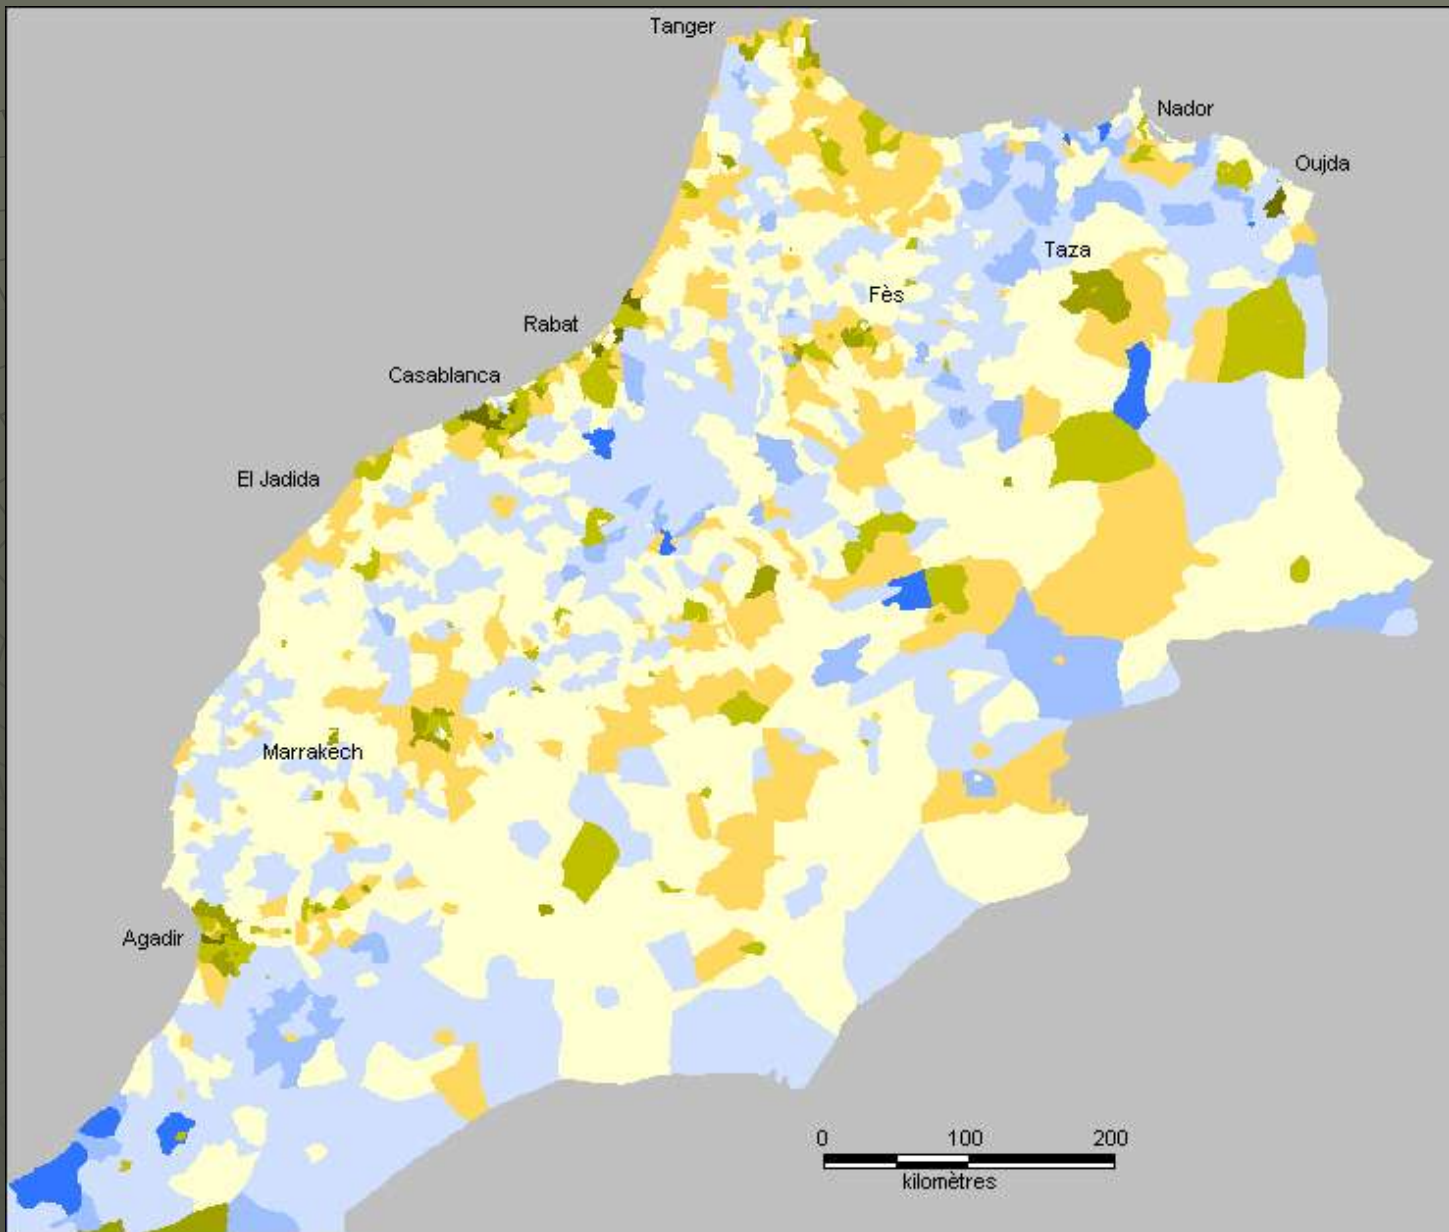 Tanger
Nador
Oujda
Taza
Fès
Rabat
Casablanca
El Jadida
Marrakech
Agadir
0 100 200
kilomètres